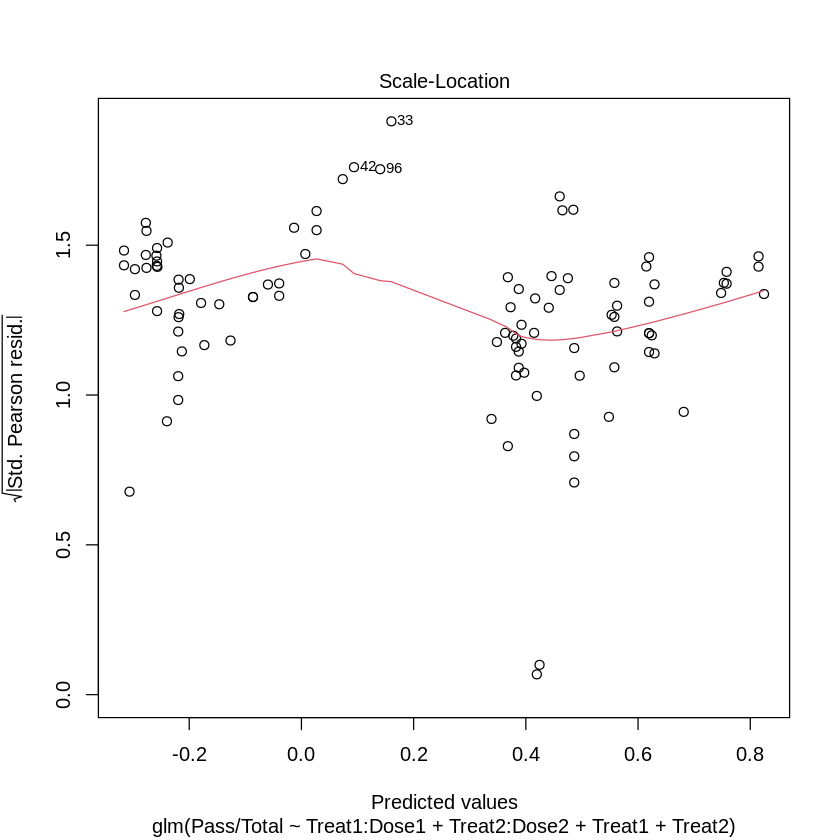 Scale-Location
33
42 96
1.5
1.0
0.5
0.0
√|Std. Pearson resid.|
-0.2 0.0 0.2 0.4 0.6 0.8
Predicted values
glm(Pass/Total ~ Treat1:Dose1 + Treat2:Dose2 + Treat1 + Treat2)